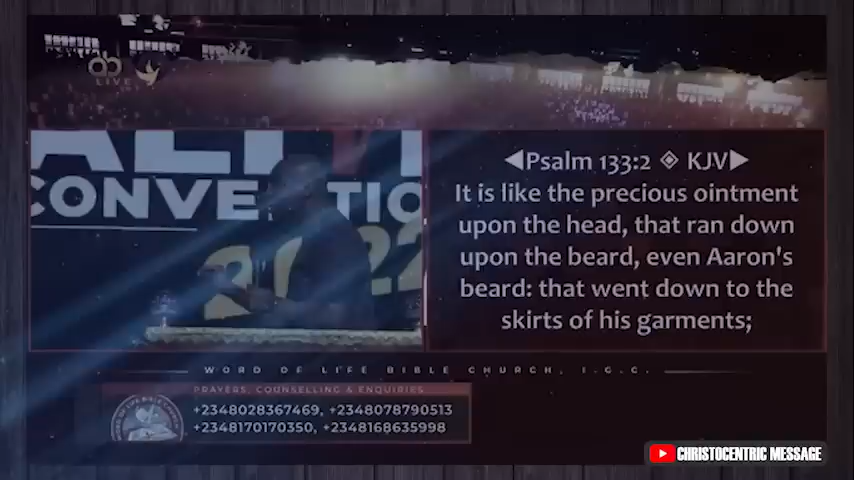 LIVE
CONVE TIO
2022
◀Psalm 133:2 ◈ KJV▶
It is like the precious ointment
upon the head, that ran down
upon the beard, even Aaron's
beard: that went down to the
skirts of his garments;
WORD OF LIFE BIBLE CHURCH, I.G.C.
PRAYERS, COUNSELLING & ENQUIRIES
+2348028367469, +2348078790513
+2348170170350, +2348168635998
CHRISTOCENTRIC MESSAGE